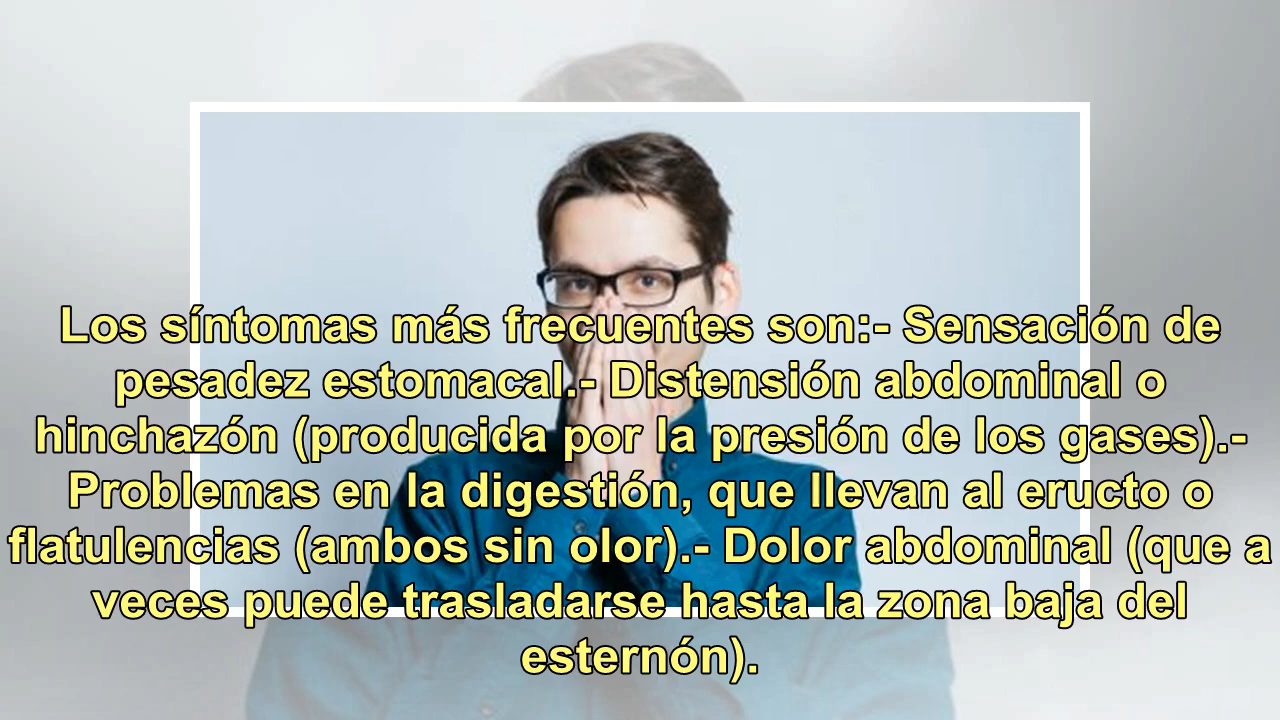 Los síntomas más frecuentes son:- Sensación de
pesadez estomacal.- Distensión abdominal o
hinchazón (producida por la presión de los gases).-
Problemas en la digestión, que llevan al eructo o
flatulencias (ambos sin olor).- Dolor abdominal (que a
veces puede trasladarse hasta la zona baja del
esternón).